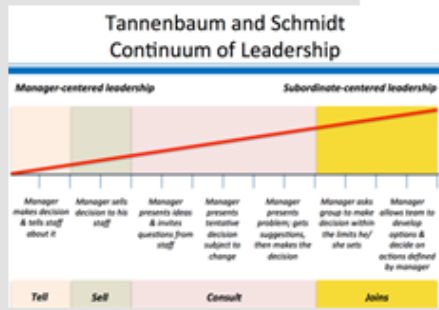 Tannenbaum and Schmidt
Continuum of Leadership
Manager-centered leadership
Subordinate-centered leadership
Manager
makes decision
& tells staff
about it
Manager sells
decision to his
staff
Manager
presents ideas
& invites
questions from
staff
Manager
presents
tentative
decision
subject to
change
Manager
presents
problem; gets
suggestions,
then makes the
decision
Manager asks
group to make
decision within
the limits he/
she sets
Manager
allows team to
develop
options &
decide on
actions defined
by manager
Tell
Sell
Consult
Joins